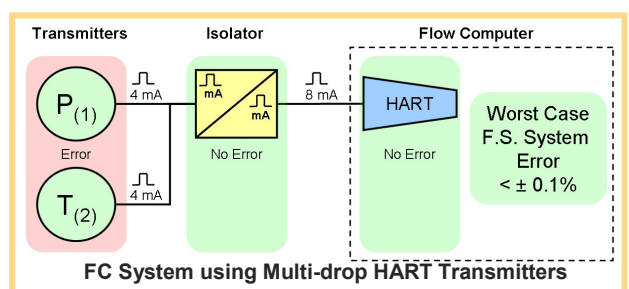 Transmitters
Isolator
Flow Computer
P(1)
4 mA
mA
mA
8 mA
HART
Error
No Error
No Error
4 mA
T(2)
Worst Case
F.S. System
Error
< ± 0.1%
FC System using Multi-drop HART Transmitters